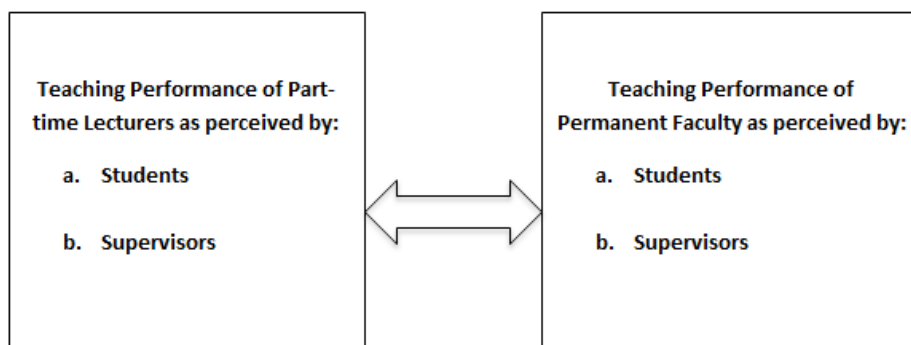 Teaching Performance of Part-
time Lecturers as perceived by:
a. Students
b. Supervisors
Teaching Performance of
Permanent Faculty as perceived by:
a. Students
b. Supervisors